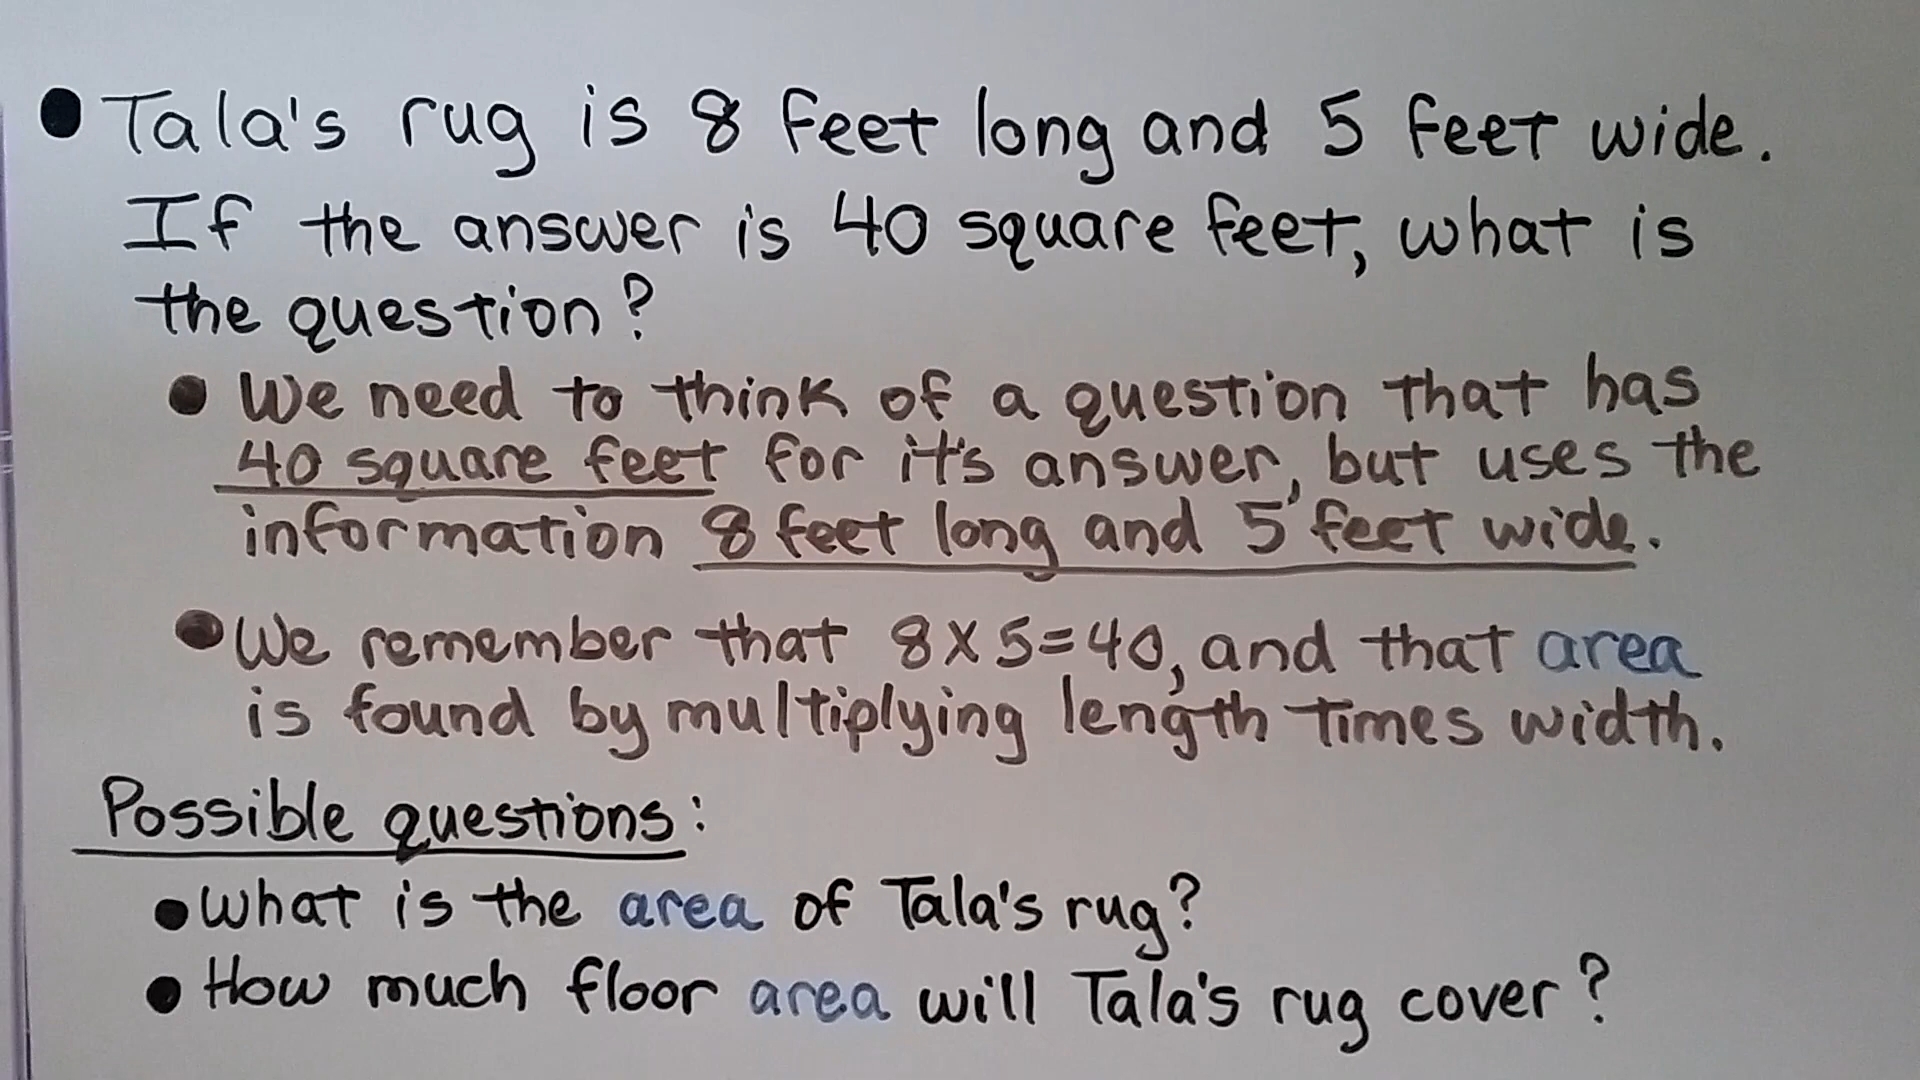 • Tala's rug is 8 feet long and 5 feet wide.
If the answer is 40 square feet, what is
the question?
• We need to think of a question that has
40 square feet for it's answer, but uses the
information 8 feet long and 5 feet wide.
• We remember that 8 x 5 = 40, and that area
is found by multiplying length times width.
Possible questions:
• What is the area of Tala's rug?
• How much floor area will Tala's rug cover?